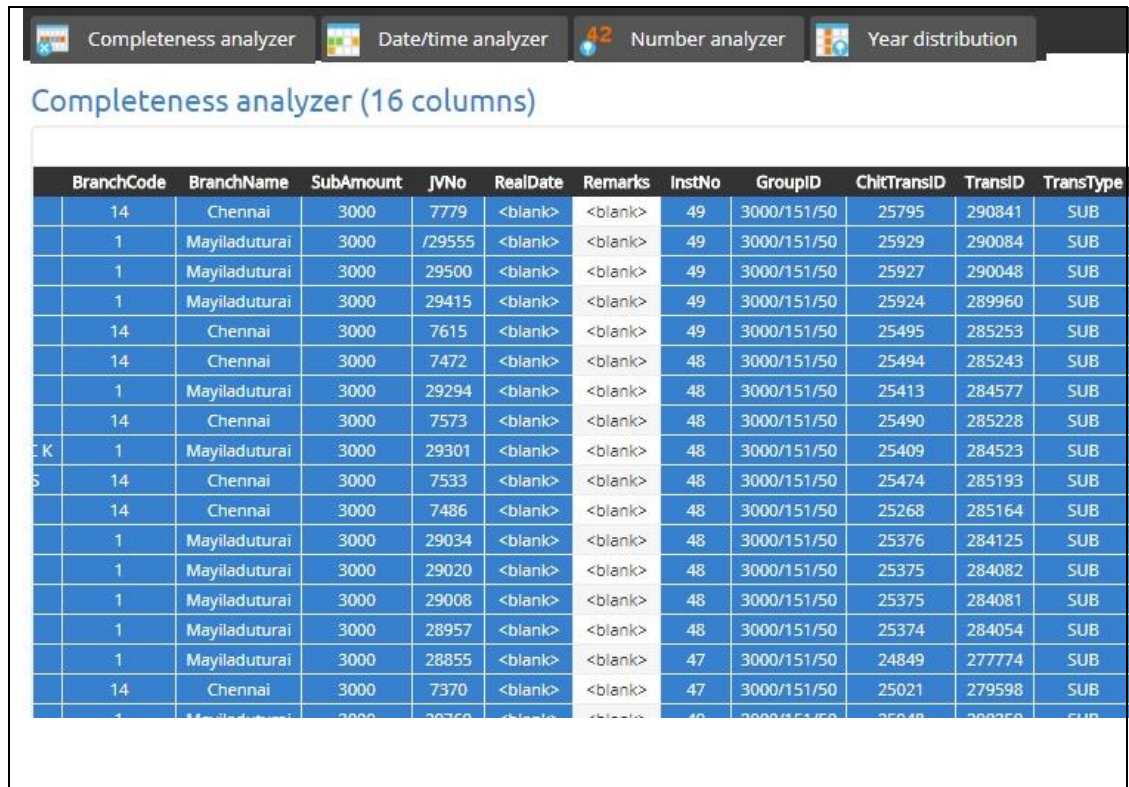 Completeness analyzer Date/time analyzer 42 Number analyzer Year distribution
Completeness analyzer (16 columns)
BranchCode BranchName SubAmount JVNo RealDate Remarks InstNo GroupID ChitTransID TransID TransType
14 Chennai 3000 7779 <blank> <blank> 49 3000/151/50 25795 290841 SUB
1 Mayiladuturai 3000 /29555 <blank> <blank> 49 3000/151/50 25929 290084 SUB
1 Mayiladuturai 3000 29500 <blank> <blank> 49 3000/151/50 25927 290048 SUB
1 Mayiladuturai 3000 29415 <blank> <blank> 49 3000/151/50 25924 289960 SUB
14 Chennai 3000 7615 <blank> <blank> 49 3000/151/50 25495 285253 SUB
14 Chennai 3000 7472 <blank> <blank> 48 3000/151/50 25494 285243 SUB
1 Mayiladuturai 3000 29294 <blank> <blank> 48 3000/151/50 25413 284577 SUB
14 Chennai 3000 7573 <blank> <blank> 48 3000/151/50 25490 285228 SUB
K 1 Mayiladuturai 3000 29301 <blank> <blank> 48 3000/151/50 25409 284523 SUB
S 14 Chennai 3000 7533 <blank> <blank> 48 3000/151/50 25474 285193 SUB
14 Chennai 3000 7486 <blank> <blank> 48 3000/151/50 25268 285164 SUB
1 Mayiladuturai 3000 29034 <blank> <blank> 48 3000/151/50 25376 284125 SUB
1 Mayiladuturai 3000 29020 <blank> <blank> 48 3000/151/50 25375 284082 SUB
1 Mayiladuturai 3000 29008 <blank> <blank> 48 3000/151/50 25375 284081 SUB
1 Mayiladuturai 3000 28957 <blank> <blank> 48 3000/151/50 25374 284054 SUB
1 Mayiladuturai 3000 28855 <blank> <blank> 47 3000/151/50 24849 277774 SUB
14 Chennai 3000 7370 <blank> <blank> 47 3000/151/50 25021 279598 SUB